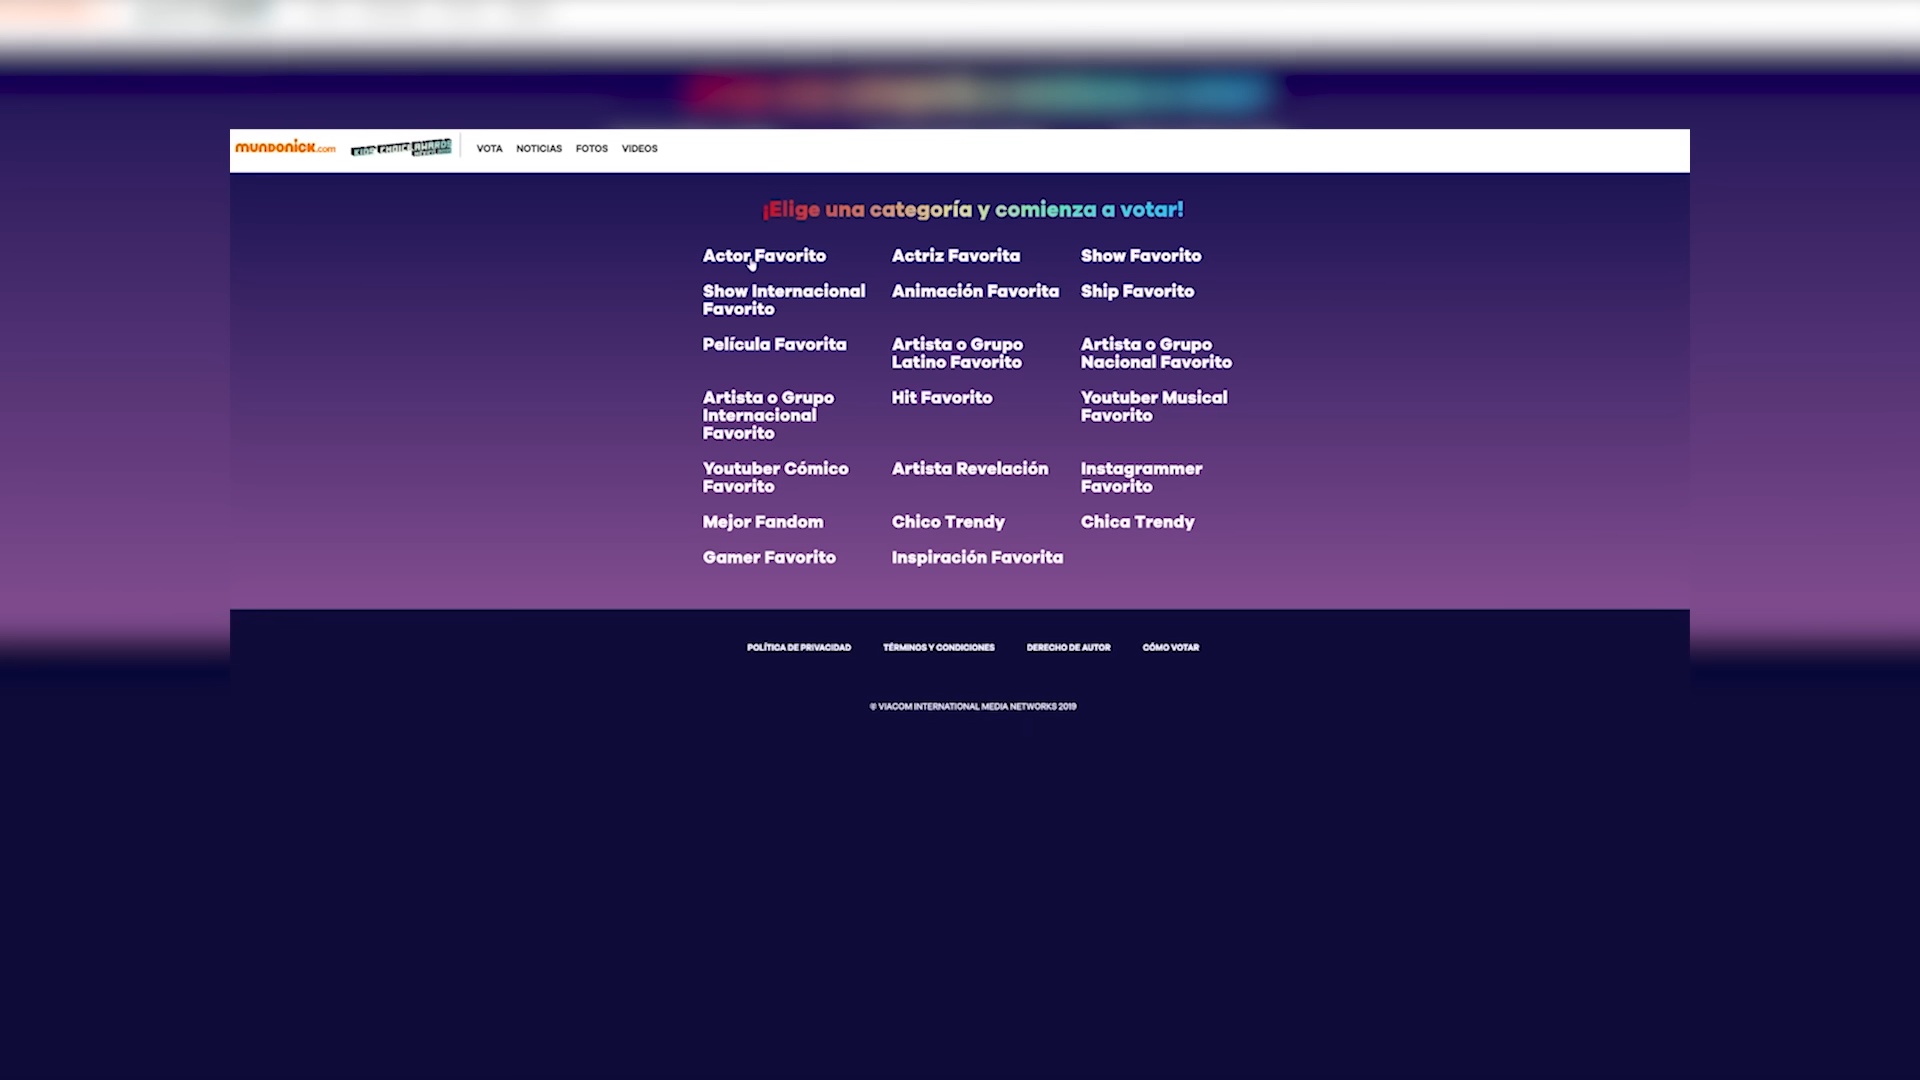 mundonick.com KIDS CHOICE AWARDS VOTA NOTICIAS FOTOS VIDEOS
¡Elige una categoría y comienza a votar!
Actor Favorito Actriz Favorita Show Favorito
Show Internacional Favorito Animación Favorita Ship Favorito
Película Favorita Artista o Grupo Latino Favorito Artista o Grupo Nacional Favorito
Artista o Grupo Internacional Favorito Hit Favorito Youtuber Musical Favorito
Youtuber Cómico Favorito Artista Revelación Instagrammer Favorito
Mejor Fandom Chico Trendy Chica Trendy
Gamer Favorito Inspiración Favorita
POLÍTICA DE PRIVACIDAD TÉRMINOS Y CONDICIONES DERECHO DE AUTOR CÓMO VOTAR
© VIACOM INTERNATIONAL MEDIA NETWORKS 2019